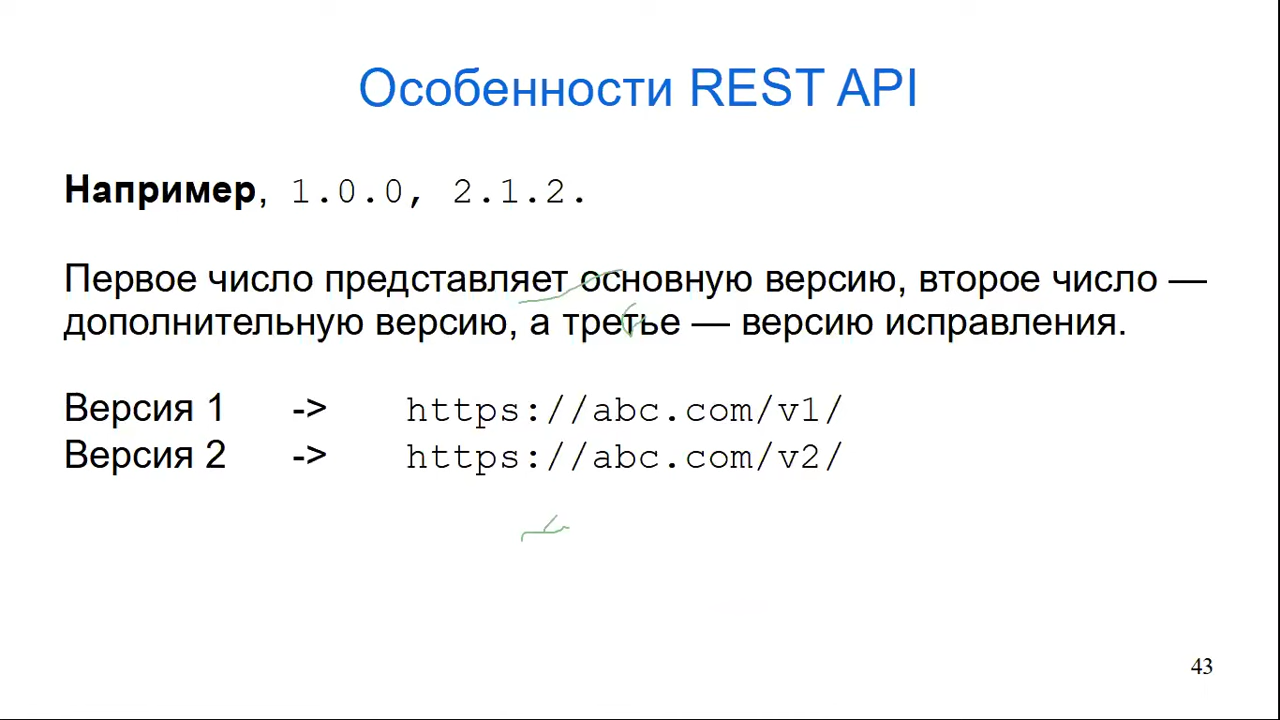 Особенности REST API
Например, 1.0.0, 2.1.2.
Первое число представляет основную версию, второе число —
дополнительную версию, а третье — версию исправления.
Версия 1 -> https://abc.com/v1/
Версия 2 -> https://abc.com/v2/
43